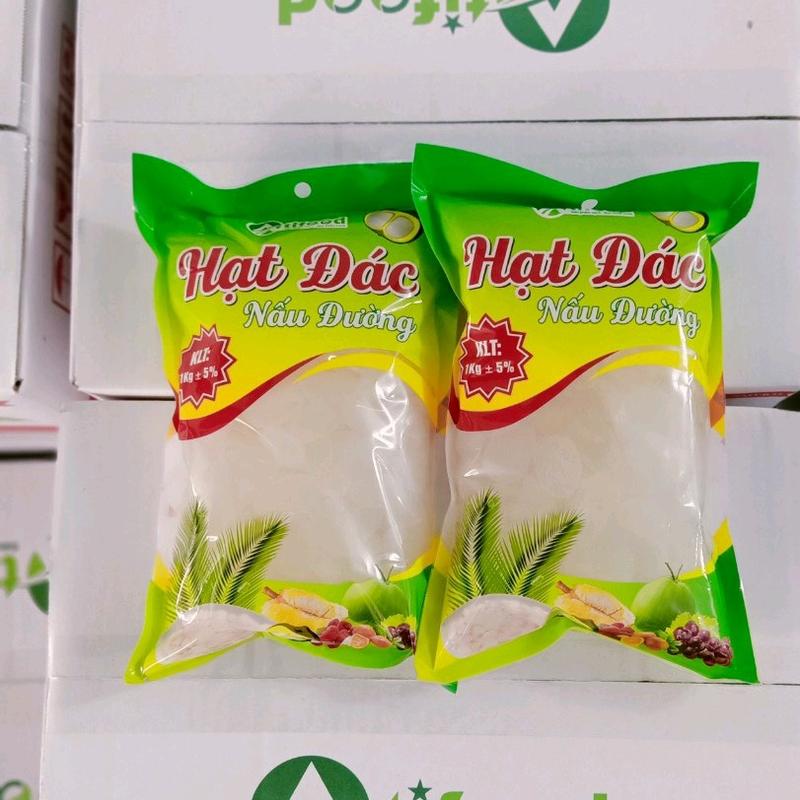 Hạt Đác
Nấu Đường
KLT:
1Kg ± 5%
Hạt Đác
Nấu Đường
KLT:
1Kg ± 5%